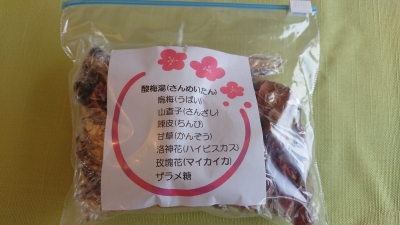 酸梅湯(さんめいたん)
烏梅(うばい)
山査子(さんざし)
陳皮(ちんぴ)
甘草(かんぞう)
洛神花(ハイビスカス)
玫瑰花(マイカイカ)
ザラメ糖